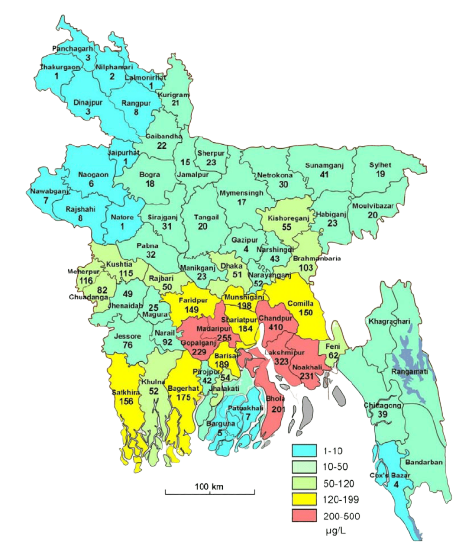 Panchagarh
3
Thakurgaon
1
Nilphamari
2
Lalmonirhat
1
Dinajpur
3
Rangpur
8
Kurigram
21
Gaibandha
22
Jaipurhat
Naogaon
6
Bogra
18
15
Jamalpur
Sherpur
23
Mymensingh
17
Netrokona
30
Sunamganj
41
Sylhet
19
Moulvibazar
20
Habiganj
23
Kishoreganj
55
Nawabganj
7
Rajshahi
8
Natore
1
Sirajganj
31
Tangail
20
Gazipur
4
Narshingdi
43
Brahmanbaria
103
Pabna
32
Manikganj
23
Dhaka
51
Narayanganj
52
Meherpur
116
Kushtia
115
Rajbari
50
82
Chuadanga
49
Jhenaidah
25
Magura
Faridpur
149
Munshiganj
198
Comilla
150
Shariatpur
184
Chandpur
410
Madaripur
255
Gopalganj
229
Narail
92
Jessore
76
Barisal
189
Lakshmipur
323
Noakhali
231
Feni
62
Khagrachari
Rangamati
Pirojpur
42
54
Jhalakati
Satkhira
156
Khulna
52
Bagerhat
175
Patuakhali
7
Barguna
5
Bhola
201
Chittagong
39
Bandarban
Cox's Bazar
4
100 km
1-10
10-50
50-120
120-199
200-500
µg/L